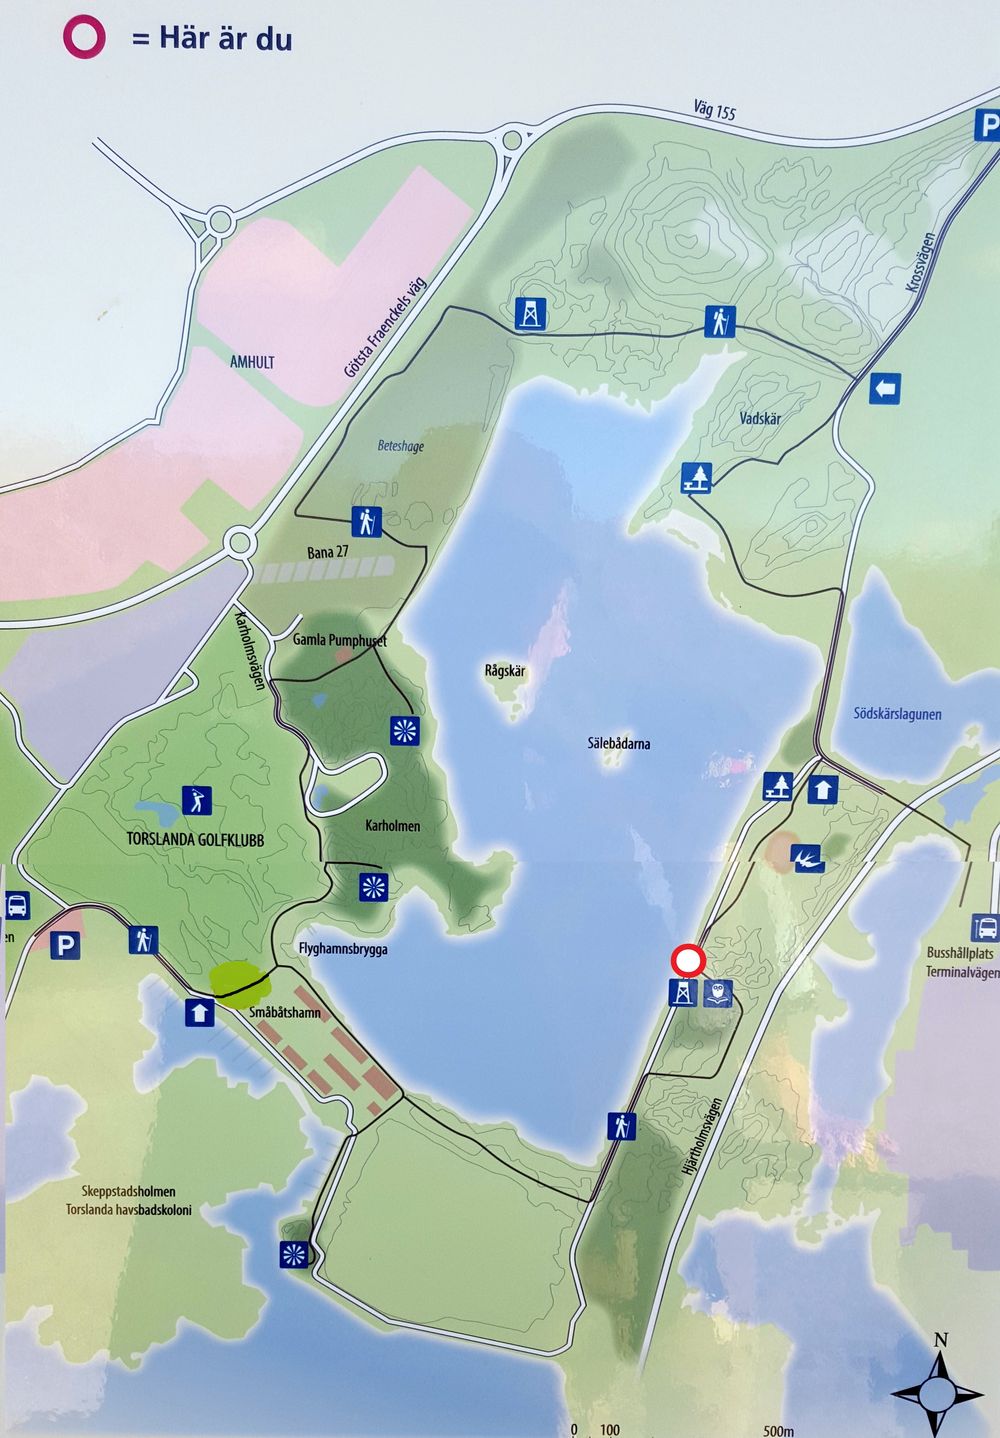 = Här är du
Väg 155
P
Krossvägen
Götsta Fraenckels väg
AMHULT
Vadskär
Beteshage
Bana 27
Karholmsvägen
Gamla Pumphuset
Rågskär
Södskärslagunen
Sälebådarna
Karholmen
TORSLANDA GOLFKLUBB
en
P
Flyghamnsbrygga
Busshållplats
Terminalvägen
Småbåtshamn
Hjärtholmsvägen
Skeppstadsholmen
Torslanda havsbadskoloni
N
0 100 500m